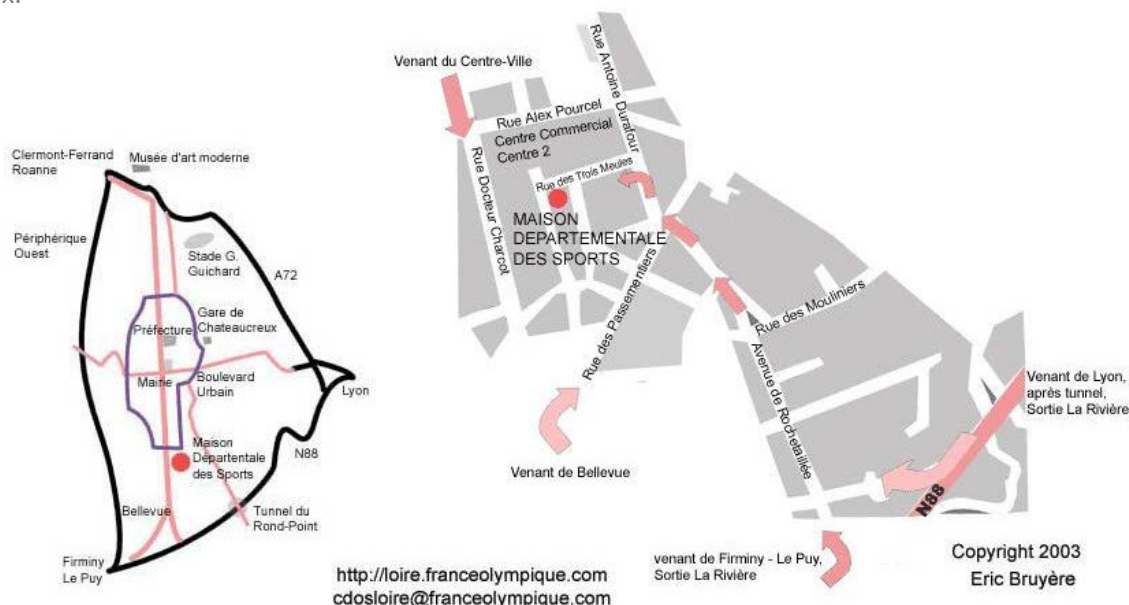 Clermont-Ferrand
Roanne
Musée d'art moderne
Périphérique
Ouest
Stade G.
Guichard
A72
Gare de
Chateaucreux
Préfecture
Mairie
Boulevard
Urbain
Lyon
Maison
Départentale
des Sports
N88
Bellevue
Tunnel du
Rond-Point
Firminy
Le Puy
Venant du Centre-Ville
Rue Antoine Durafour
Rue Alex Pourcel
Centre Commercial
Centre 2
Rue des Trois Meules
Rue Docteur Charcot
MAISON
DEPARTEMENTALE
DES SPORTS
Rue des Passementiers
Rue des Mouliniers
Avenue de Rochetaillée
Venant de Lyon,
après tunnel,
Sortie La Rivière
Venant de Bellevue
N88
venant de Firminy - Le Puy,
Sortie La Rivière
Copyright 2003
Eric Bruyère
http://loire.franceolympique.com
cdosloire@franceolympique.com